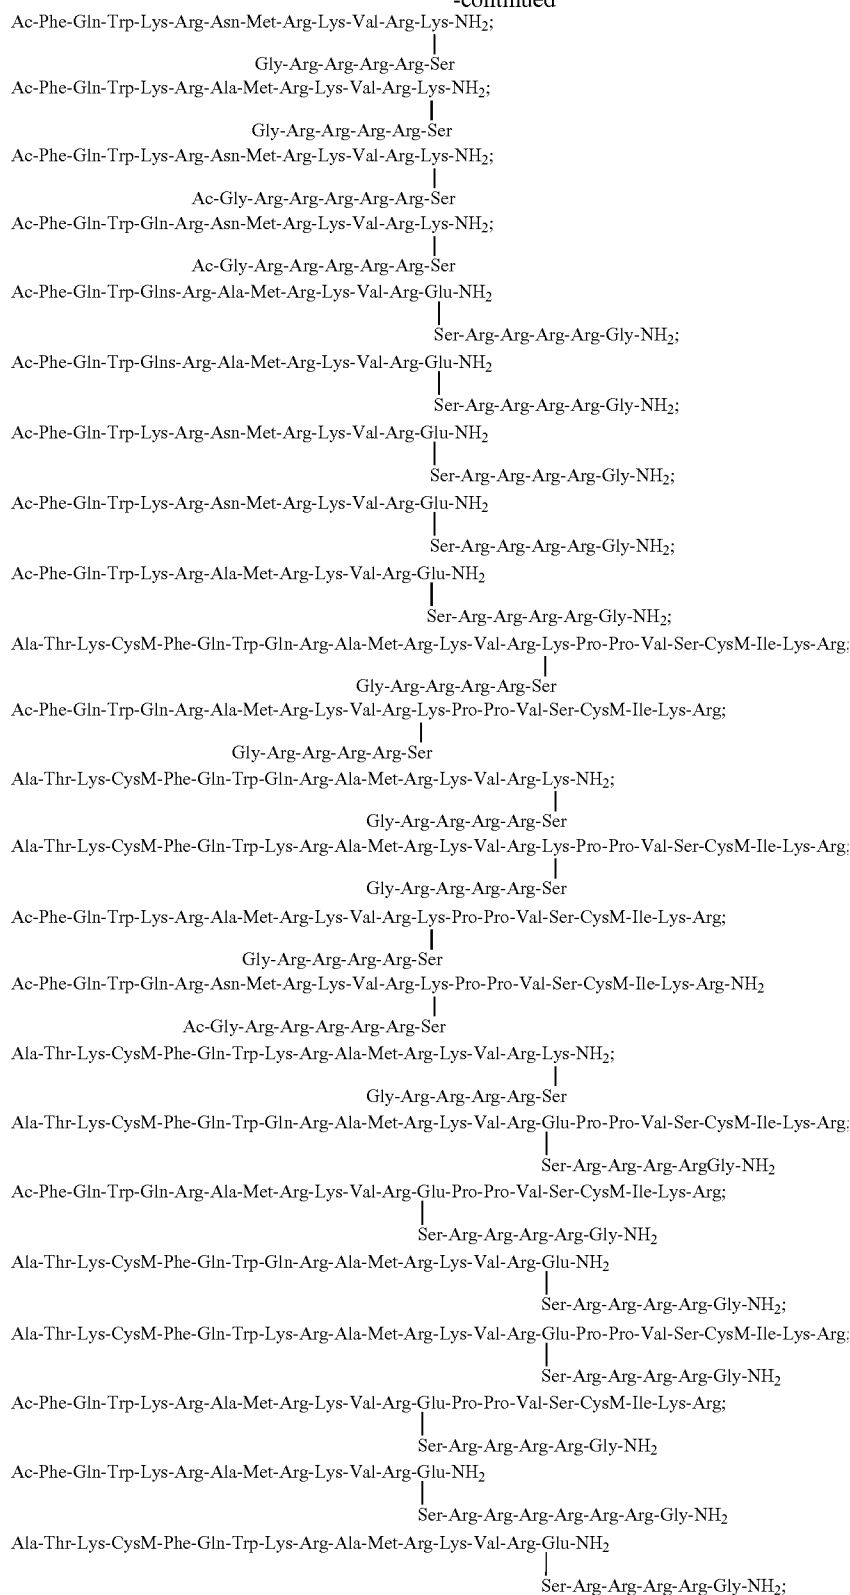 -continued
Ac-Phe-Gln-Trp-Lys-Arg-Asn-Met-Arg-Lys-Val-Arg-Lys-NH2;
Gly-Arg-Arg-Arg-Arg-Ser
Ac-Phe-Gln-Trp-Lys-Arg-Ala-Met-Arg-Lys-Val-Arg-Lys-NH2;
Gly-Arg-Arg-Arg-Arg-Ser
Ac-Phe-Gln-Trp-Lys-Arg-Asn-Met-Arg-Lys-Val-Arg-Lys-NH2;
Ac-Gly-Arg-Arg-Arg-Arg-Arg-Ser
Ac-Phe-Gln-Trp-Gln-Arg-Asn-Met-Arg-Lys-Val-Arg-Lys-NH2;
Ac-Gly-Arg-Arg-Arg-Arg-Arg-Ser
Ac-Phe-Gln-Trp-Glns-Arg-Ala-Met-Arg-Lys-Val-Arg-Glu-NH2
Ser-Arg-Arg-Arg-Arg-Gly-NH2;
Ac-Phe-Gln-Trp-Glns-Arg-Ala-Met-Arg-Lys-Val-Arg-Glu-NH2
Ser-Arg-Arg-Arg-Arg-Gly-NH2;
Ac-Phe-Gln-Trp-Lys-Arg-Asn-Met-Arg-Lys-Val-Arg-Glu-NH2
Ser-Arg-Arg-Arg-Arg-Gly-NH2;
Ac-Phe-Gln-Trp-Lys-Arg-Asn-Met-Arg-Lys-Val-Arg-Glu-NH2
Ser-Arg-Arg-Arg-Arg-Gly-NH2;
Ac-Phe-Gln-Trp-Lys-Arg-Ala-Met-Arg-Lys-Val-Arg-Glu-NH2
Ser-Arg-Arg-Arg-Arg-Gly-NH2;
Ala-Thr-Lys-CysM-Phe-Gln-Trp-Gln-Arg-Ala-Met-Arg-Lys-Val-Arg-Lys-Pro-Pro-Val-Ser-CysM-Ile-Lys-Arg;
Gly-Arg-Arg-Arg-Arg-Ser
Ac-Phe-Gln-Trp-Gln-Arg-Ala-Met-Arg-Lys-Val-Arg-Lys-Pro-Pro-Val-Ser-CysM-Ile-Lys-Arg;
Gly-Arg-Arg-Arg-Arg-Ser
Ala-Thr-Lys-CysM-Phe-Gln-Trp-Gln-Arg-Ala-Met-Arg-Lys-Val-Arg-Lys-NH2;
Gly-Arg-Arg-Arg-Arg-Ser
Ala-Thr-Lys-CysM-Phe-Gln-Trp-Lys-Arg-Ala-Met-Arg-Lys-Val-Arg-Lys-Pro-Pro-Val-Ser-CysM-Ile-Lys-Arg;
Gly-Arg-Arg-Arg-Arg-Ser
Ac-Phe-Gln-Trp-Lys-Arg-Ala-Met-Arg-Lys-Val-Arg-Lys-Pro-Pro-Val-Ser-CysM-Ile-Lys-Arg;
Gly-Arg-Arg-Arg-Arg-Ser
Ac-Phe-Gln-Trp-Gln-Arg-Asn-Met-Arg-Lys-Val-Arg-Lys-Pro-Pro-Val-Ser-CysM-Ile-Lys-Arg-NH2
Ac-Gly-Arg-Arg-Arg-Arg-Arg-Ser
Ala-Thr-Lys-CysM-Phe-Gln-Trp-Lys-Arg-Ala-Met-Arg-Lys-Val-Arg-Lys-NH2;
Gly-Arg-Arg-Arg-Arg-Ser
Ala-Thr-Lys-CysM-Phe-Gln-Trp-Gln-Arg-Ala-Met-Arg-Lys-Val-Arg-Glu-Pro-Pro-Val-Ser-CysM-Ile-Lys-Arg;
Ser-Arg-Arg-Arg-ArgGly-NH2
Ac-Phe-Gln-Trp-Gln-Arg-Ala-Met-Arg-Lys-Val-Arg-Glu-Pro-Pro-Val-Ser-CysM-Ile-Lys-Arg;
Ser-Arg-Arg-Arg-Arg-Gly-NH2
Ala-Thr-Lys-CysM-Phe-Gln-Trp-Gln-Arg-Ala-Met-Arg-Lys-Val-Arg-Glu-NH2
Ser-Arg-Arg-Arg-Arg-Gly-NH2;
Ala-Thr-Lys-CysM-Phe-Gln-Trp-Lys-Arg-Ala-Met-Arg-Lys-Val-Arg-Glu-Pro-Pro-Val-Ser-CysM-Ile-Lys-Arg;
Ser-Arg-Arg-Arg-Arg-Gly-NH2
Ac-Phe-Gln-Trp-Lys-Arg-Ala-Met-Arg-Lys-Val-Arg-Glu-Pro-Pro-Val-Ser-CysM-Ile-Lys-Arg;
Ser-Arg-Arg-Arg-Arg-Gly-NH2
Ac-Phe-Gln-Trp-Lys-Arg-Ala-Met-Arg-Lys-Val-Arg-Glu-NH2
Ser-Arg-Arg-Arg-Arg-Arg-Arg-Gly-NH2
Ala-Thr-Lys-CysM-Phe-Gln-Trp-Lys-Arg-Ala-Met-Arg-Lys-Val-Arg-Glu-NH2
Ser-Arg-Arg-Arg-Arg-Gly-NH2;